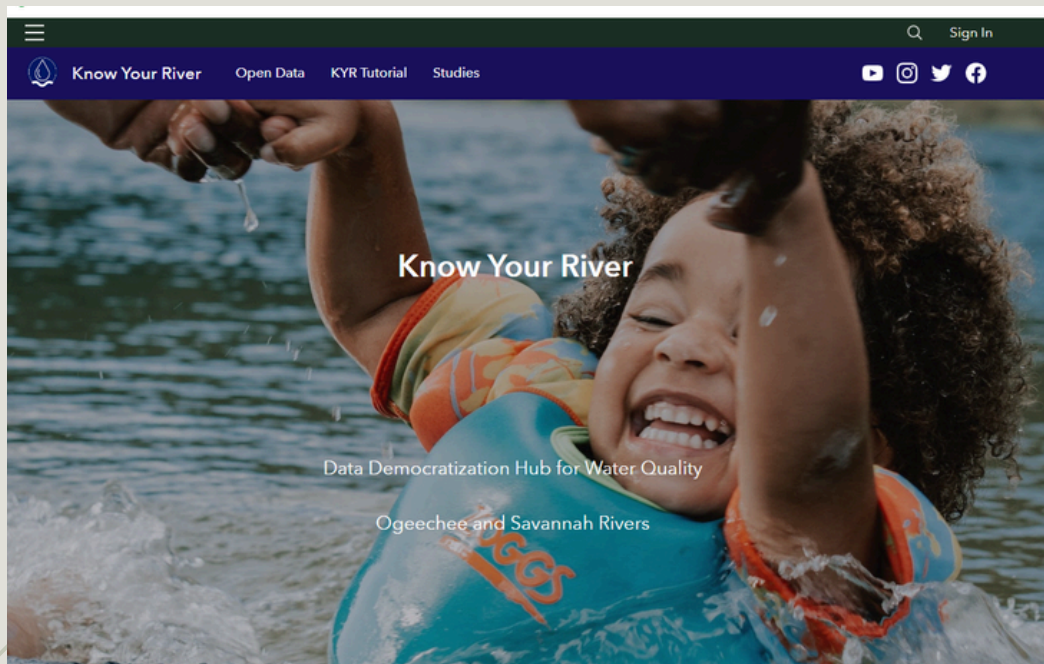 Sign In
Know Your River Open Data KYR Tutorial Studies
Know Your River
Data Democratization Hub for Water Quality
Ogeechee and Savannah Rivers
ZOGGS